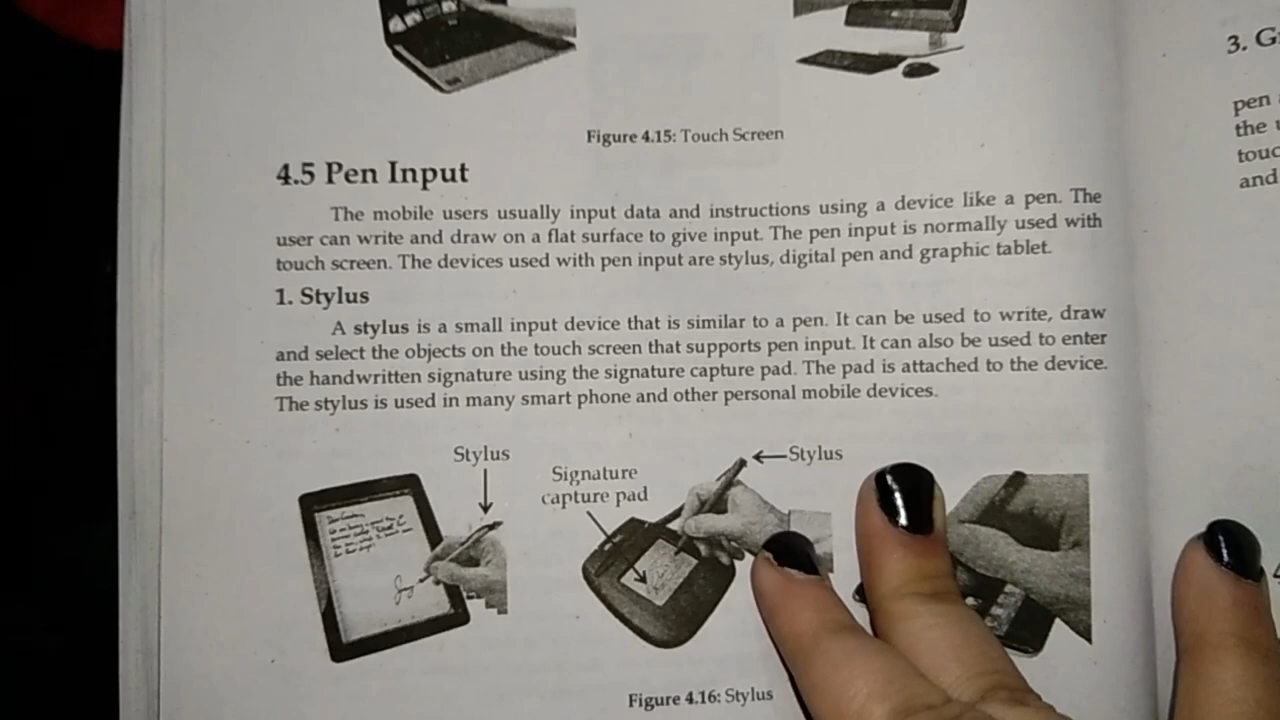 Figure 4.15: Touch Screen
4.5 Pen Input
The mobile users usually input data and instructions using a device like a pen. The
user can write and draw on a flat surface to give input. The pen input is normally used with
touch screen. The devices used with pen input are stylus, digital pen and graphic tablet.
1. Stylus
A stylus is a small input device that is similar to a pen. It can be used to write, draw
and select the objects on the touch screen that supports pen input. It can also be used to enter
the handwritten signature using the signature capture pad. The pad is attached to the device.
The stylus is used in many smart phone and other personal mobile devices.
Stylus
Signature
capture pad
Stylus
Figure 4.16: Stylus
3. G
pen
the
touc
and